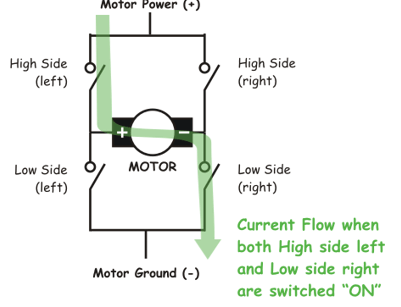 Motor Power (+)
High Side
(left)
High Side
(right)
+
−
MOTOR
Low Side
(left)
Low Side
(right)
Current Flow when
both High side left
and Low side right
are switched “ON”
Motor Ground (-)